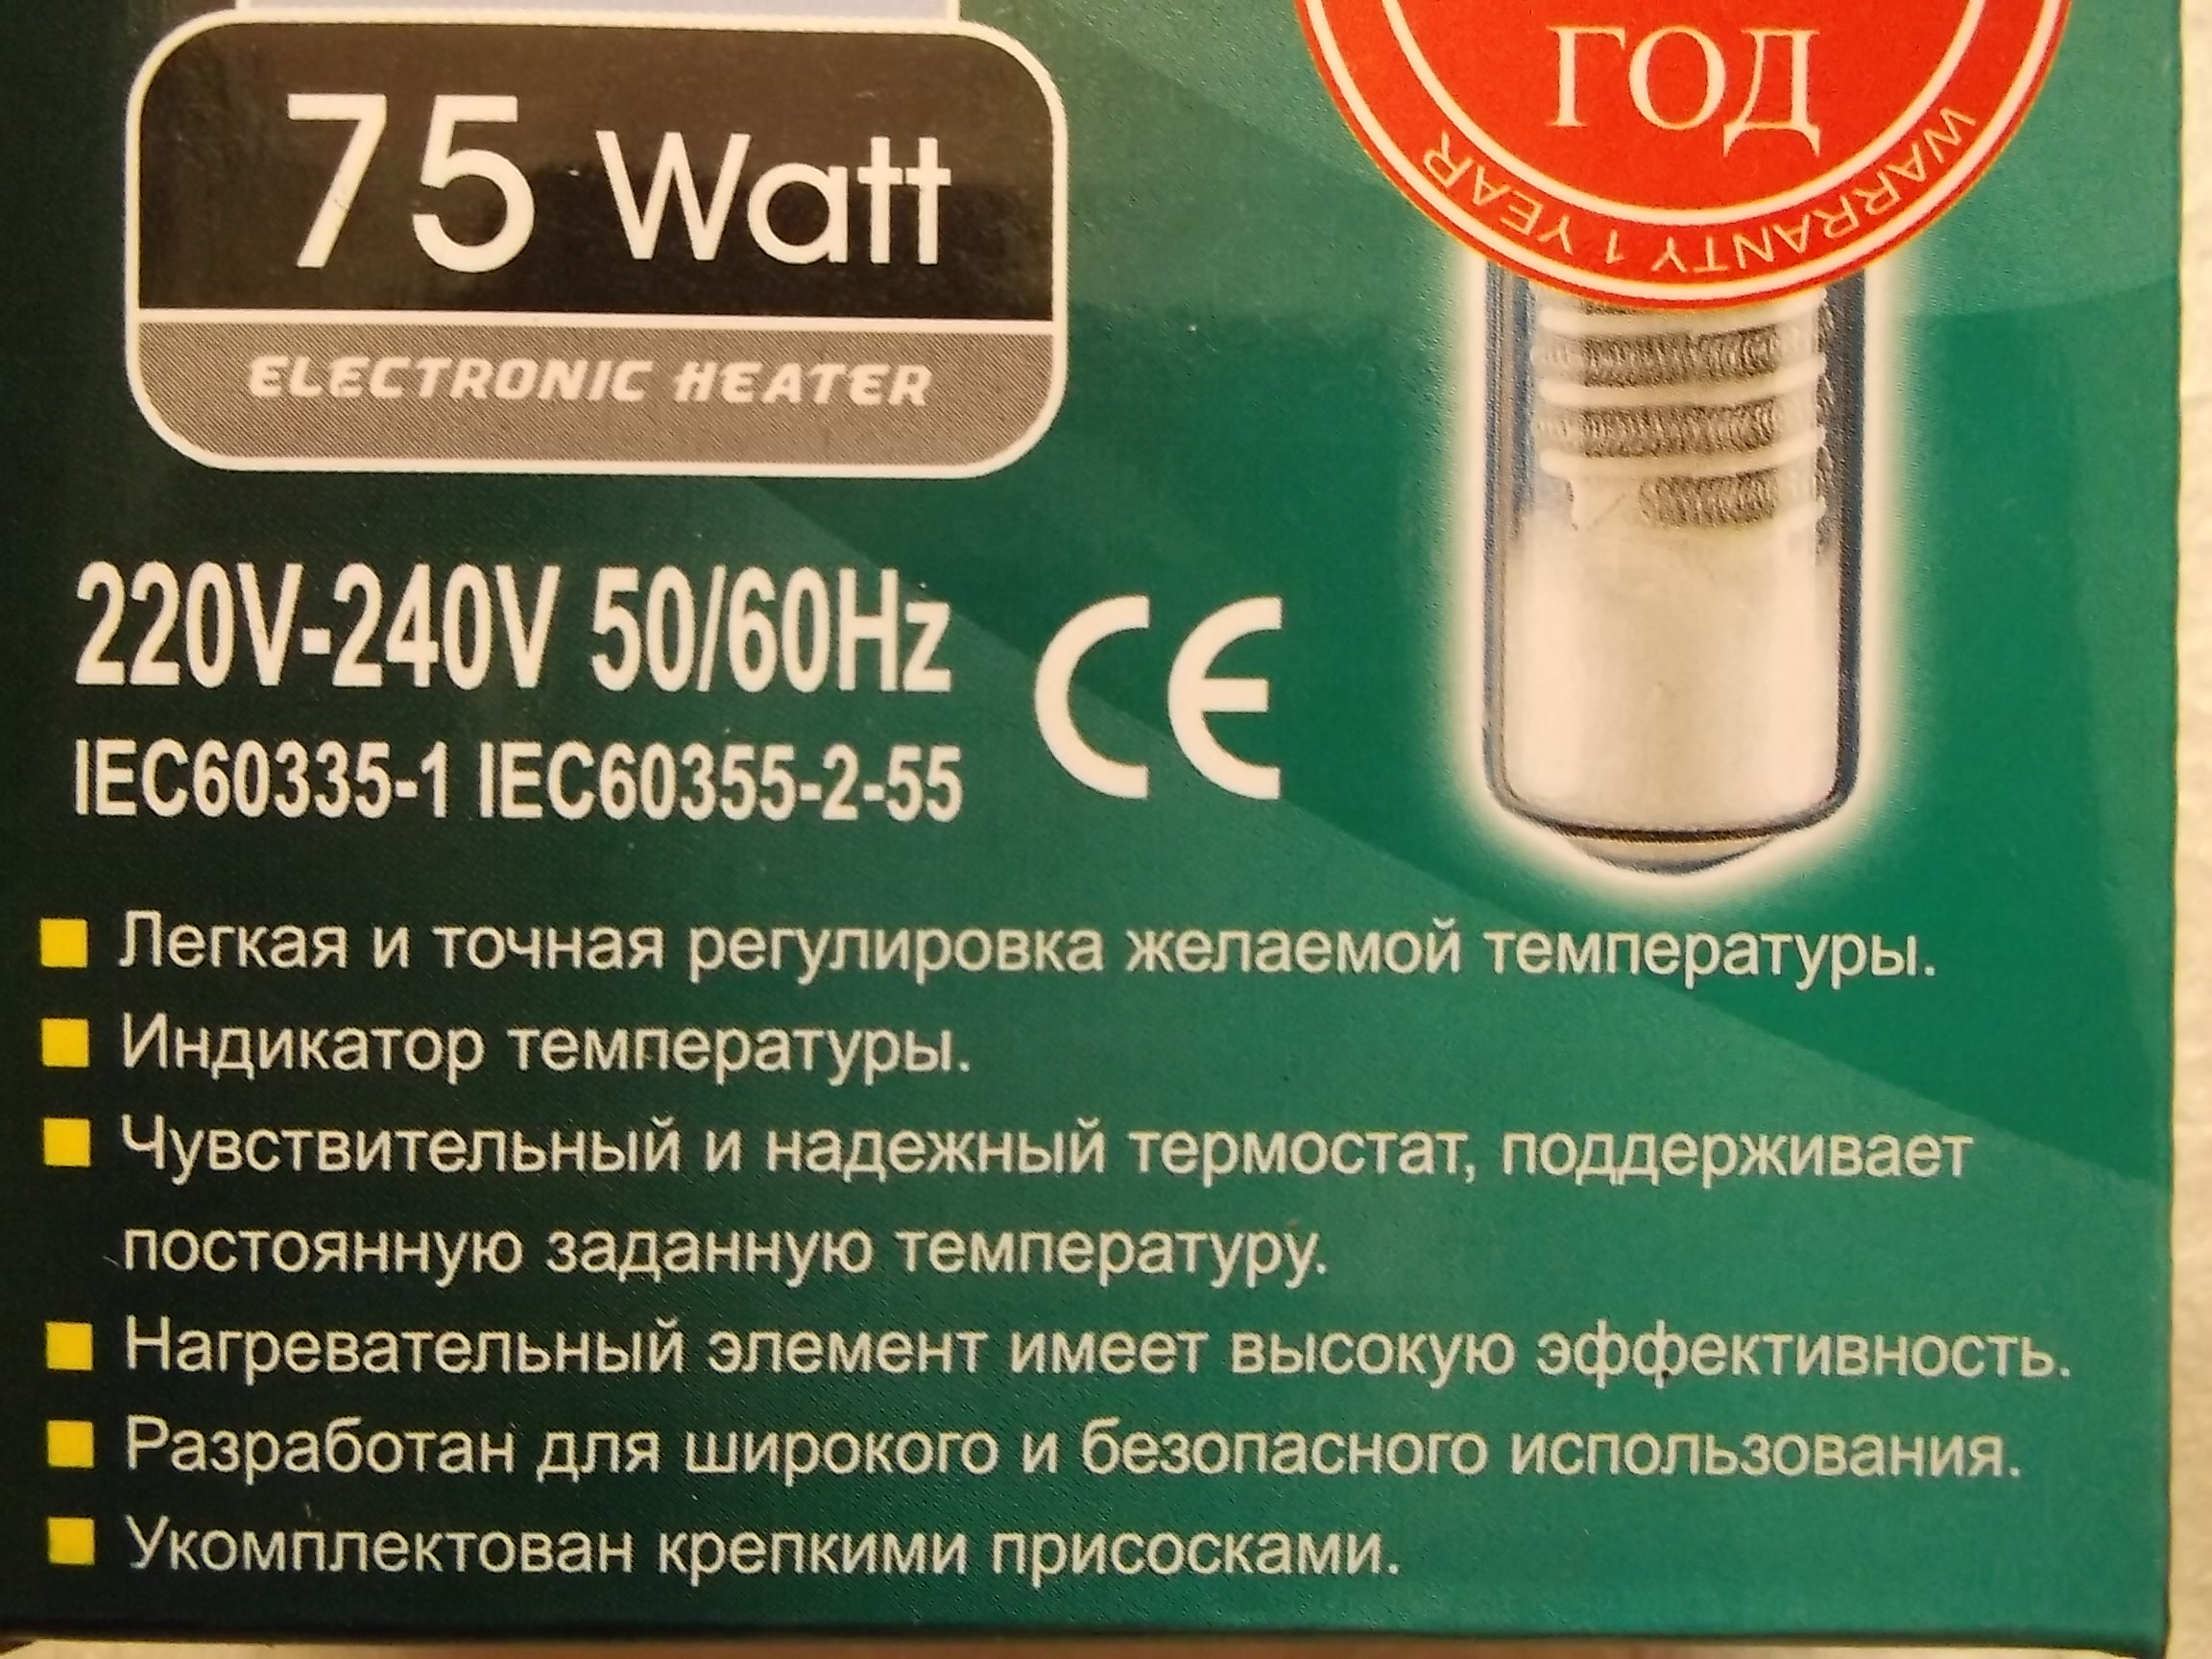 ГОД
WARRANTY 1 YEAR
75 Watt
ELECTRONIC HEATER
220V-240V 50/60Hz
CE
IEC60335-1 IEC60355-2-55
Легкая и точная регулировка желаемой температуры.
Индикатор температуры.
Чувствительный и надежный термостат, поддерживает
постоянную заданную температуру.
Нагревательный элемент имеет высокую эффективность.
Разработан для широкого и безопасного использования.
Укомплектован крепкими присосками.